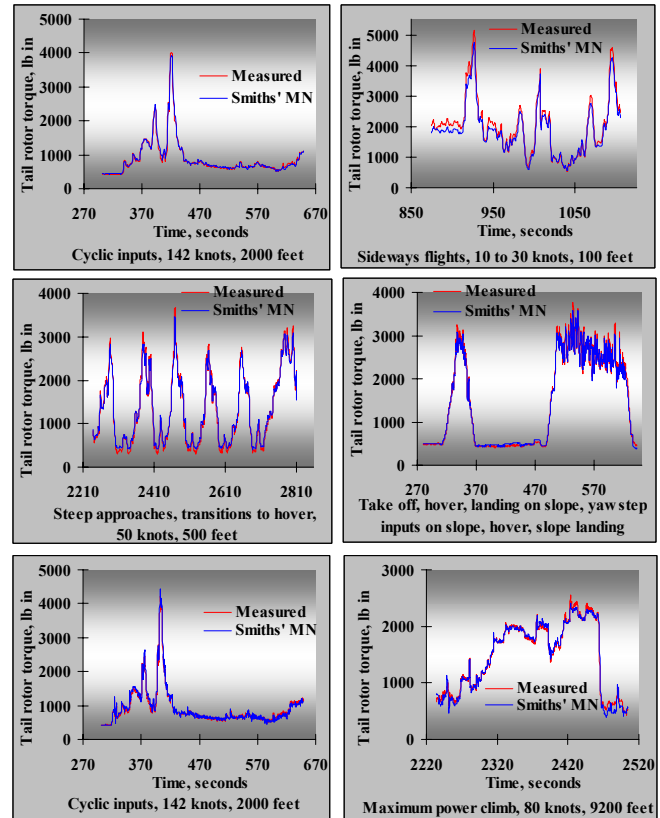 Tail rotor torque, lb in
5000
4000
3000
2000
1000
0
Measured
Smiths' MN
270 370 470 570 670
Time, seconds
Cyclic inputs, 142 knots, 2000 feet
Tail rotor torque, lb in
5000
4000
3000
2000
1000
0
Measured
Smiths' MN
850 950 1050
Time, seconds
Sideways flights, 10 to 30 knots, 100 feet
Tail rotor torque, lb in
4000
3000
2000
1000
0
Measured
Smiths' MN
2210 2410 2610 2810
Steep approaches, transitions to hover,
50 knots, 500 feet
Tail rotor torque, lb in
4000
3000
2000
1000
0
Measured
Smiths' MN
270 370 470 570
Take off, hover, landing on slope, yaw step
inputs on slope, hover, slope landing
Tail rotor torque, lb in
5000
4000
3000
2000
1000
0
Measured
Smiths' MN
270 370 470 570 670
Time, seconds
Cyclic inputs, 142 knots, 2000 feet
Tail rotor torque, lb in
3000
2000
1000
0
Measured
Smiths' MN
2220 2320 2420 2520
Time, seconds
Maximum power climb, 80 knots, 9200 feet